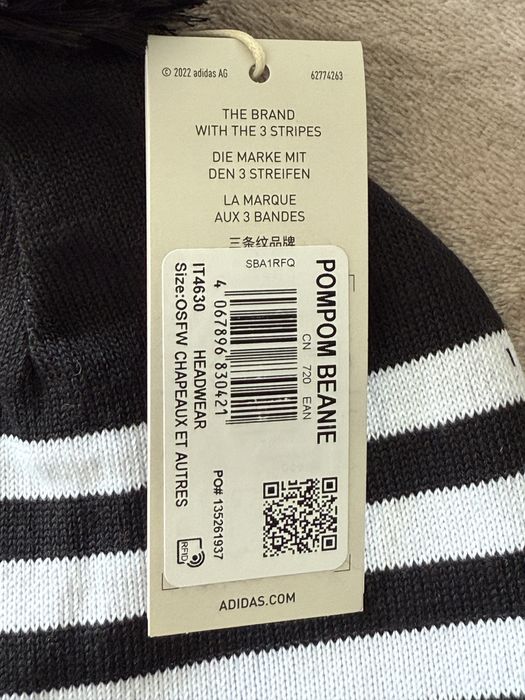 © 2022 adidas AG
62774263
THE BRAND
WITH THE 3 STRIPES
DIE MARKE MIT
DEN 3 STREIFEN
LA MARQUE
AUX 3 BANDES
三条纹品牌
SBA1RFQ
POMPOM BEANIE
CN 720 EAN
4 067896 830421
IT4630 HEADWEAR
Size:OSFW CHAPEAUX ET AUTRES
PO# 135261937
RFID
ADIDAS.COM